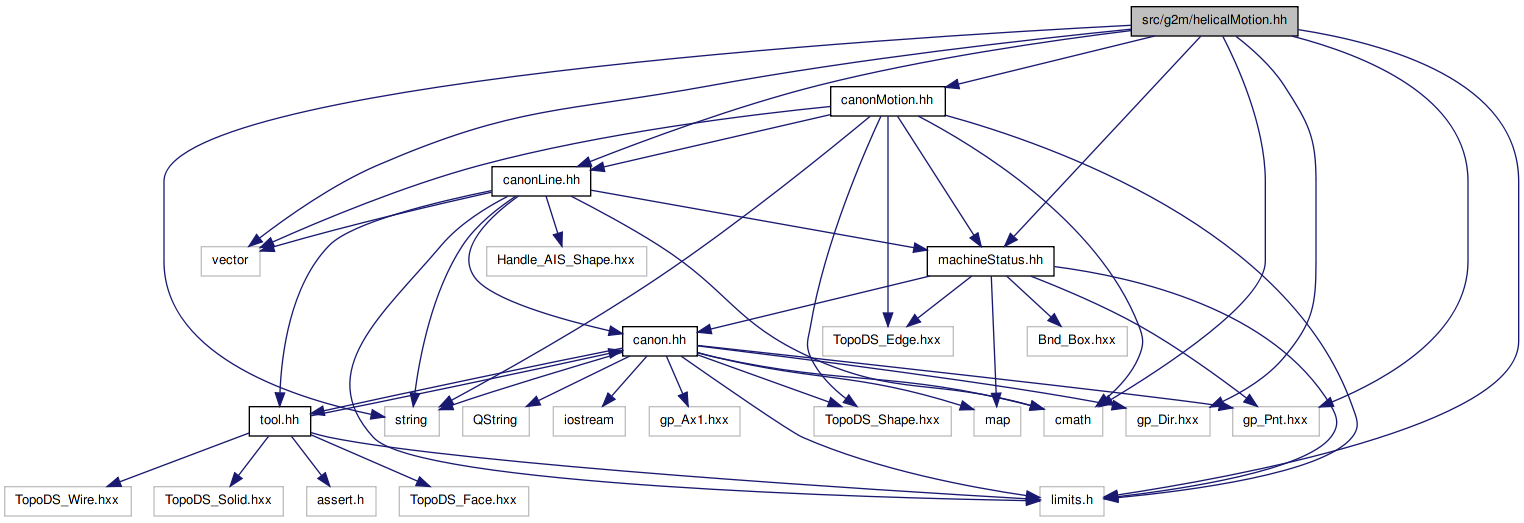 src/g2m/helicalMotion.hh
canonMotion.hh
canonLine.hh
vector
Handle_AIS_Shape.hxx
machineStatus.hh
canon.hh
TopoDS_Edge.hxx
Bnd_Box.hxx
tool.hh
string
QString
iostream
gp_Ax1.hxx
TopoDS_Shape.hxx
map
cmath
gp_Dir.hxx
gp_Pnt.hxx
TopoDS_Wire.hxx
TopoDS_Solid.hxx
assert.h
TopoDS_Face.hxx
limits.h